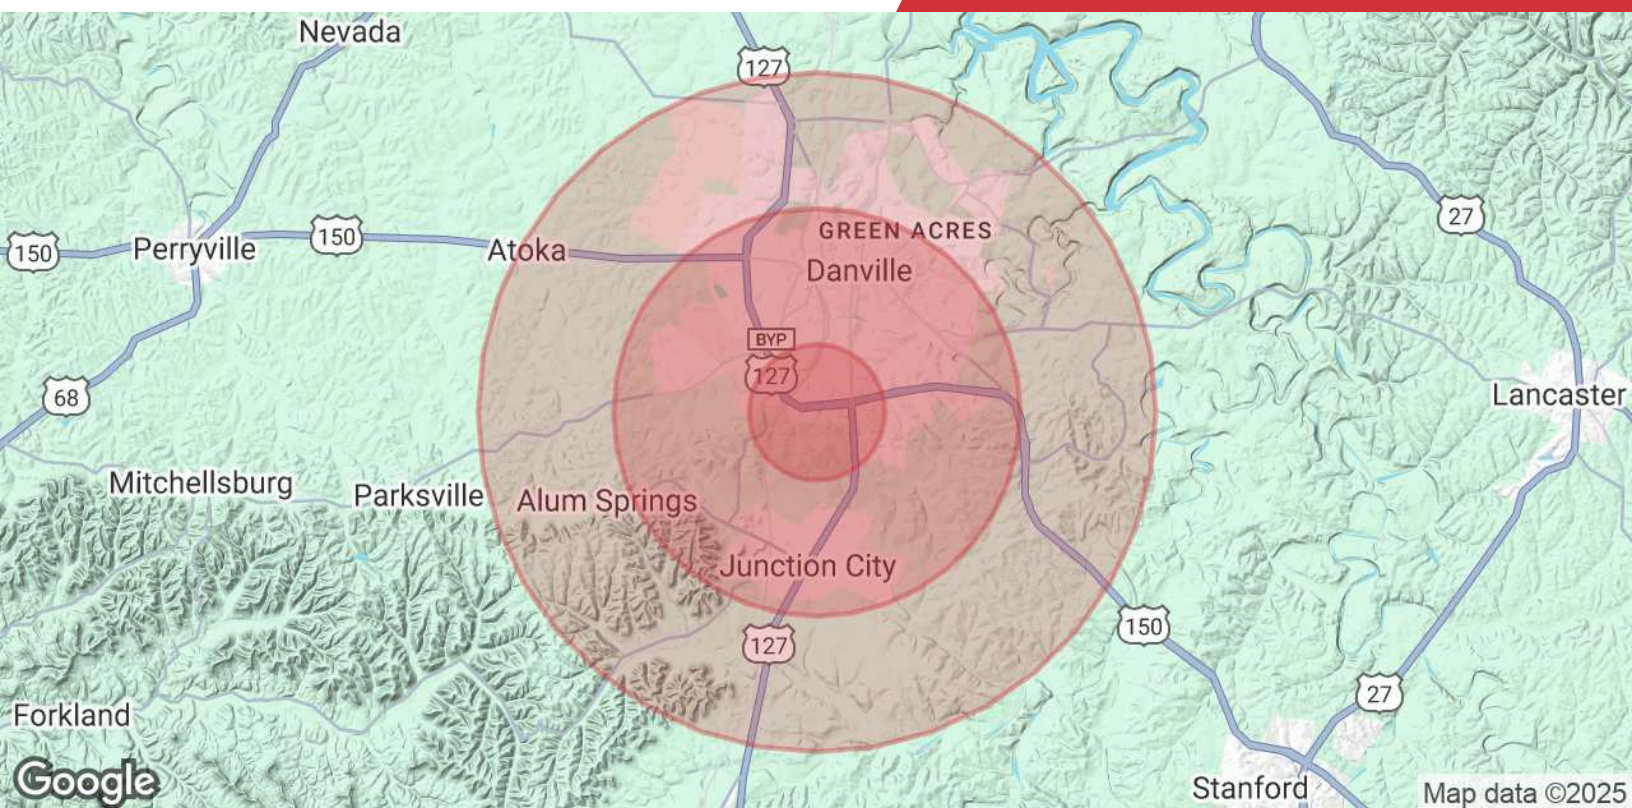 Nevada
127
27
GREEN ACRES
150
Perryville
150
Atoka
Danville
BYP
127
68
Lancaster
Mitchellsburg
Parksville
Alum Springs
Junction City
150
127
27
Forkland
Google
Stanford
Map data ©2025